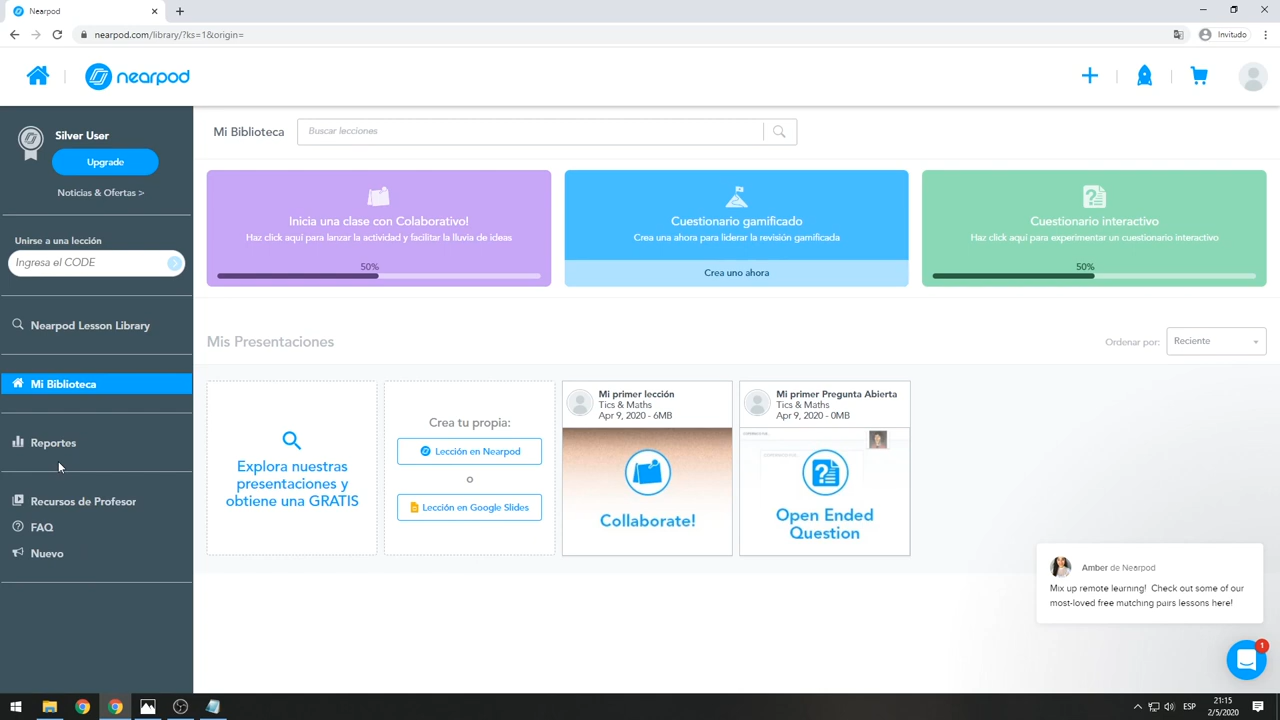 Nearpod
nearpod.com/library/?ks=1&origin=
Invitudo
nearpod
Silver User
Upgrade
Noticias & Ofertas >
Unirse a una lección
Ingresa el CODE
Nearpod Lesson Library
Mi Biblioteca
Reportes
Recursos de Profesor
FAQ
Nuevo
Mi Biblioteca
Buscar lecciones
Inicia una clase con Colaborativo!
Haz click aquí para lanzar la actividad y facilitar la lluvia de ideas
50%
Cuestionario gamificado
Crea una ahora para liderar la revisión gamificada
Crea uno ahora
Cuestionario interactivo
Haz click aquí para experimentar un cuestionario interactivo
50%
Mis Presentaciones
Ordenar por:
Reciente
Explora nuestras
presentaciones y
obtiene una GRATIS
Crea tu propia:
Lección en Nearpod
o
Lección en Google Slides
Mi primer lección
Tics & Maths
Apr 9, 2020 - 6MB
Collaborate!
Mi primer Pregunta Abierta
Tics & Maths
Apr 9, 2020 - 0MB
Open Ended
Question
Amber de Nearpod
Mix up remote learning! Check out some of our
most-loved free matching pairs lessons here!
1
ESP
21:15
2/5/2020